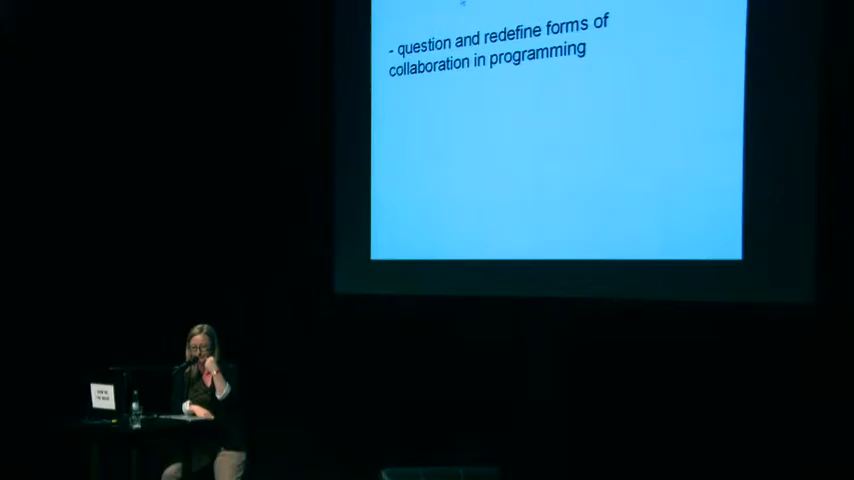 - question and redefine forms of
collaboration in programming